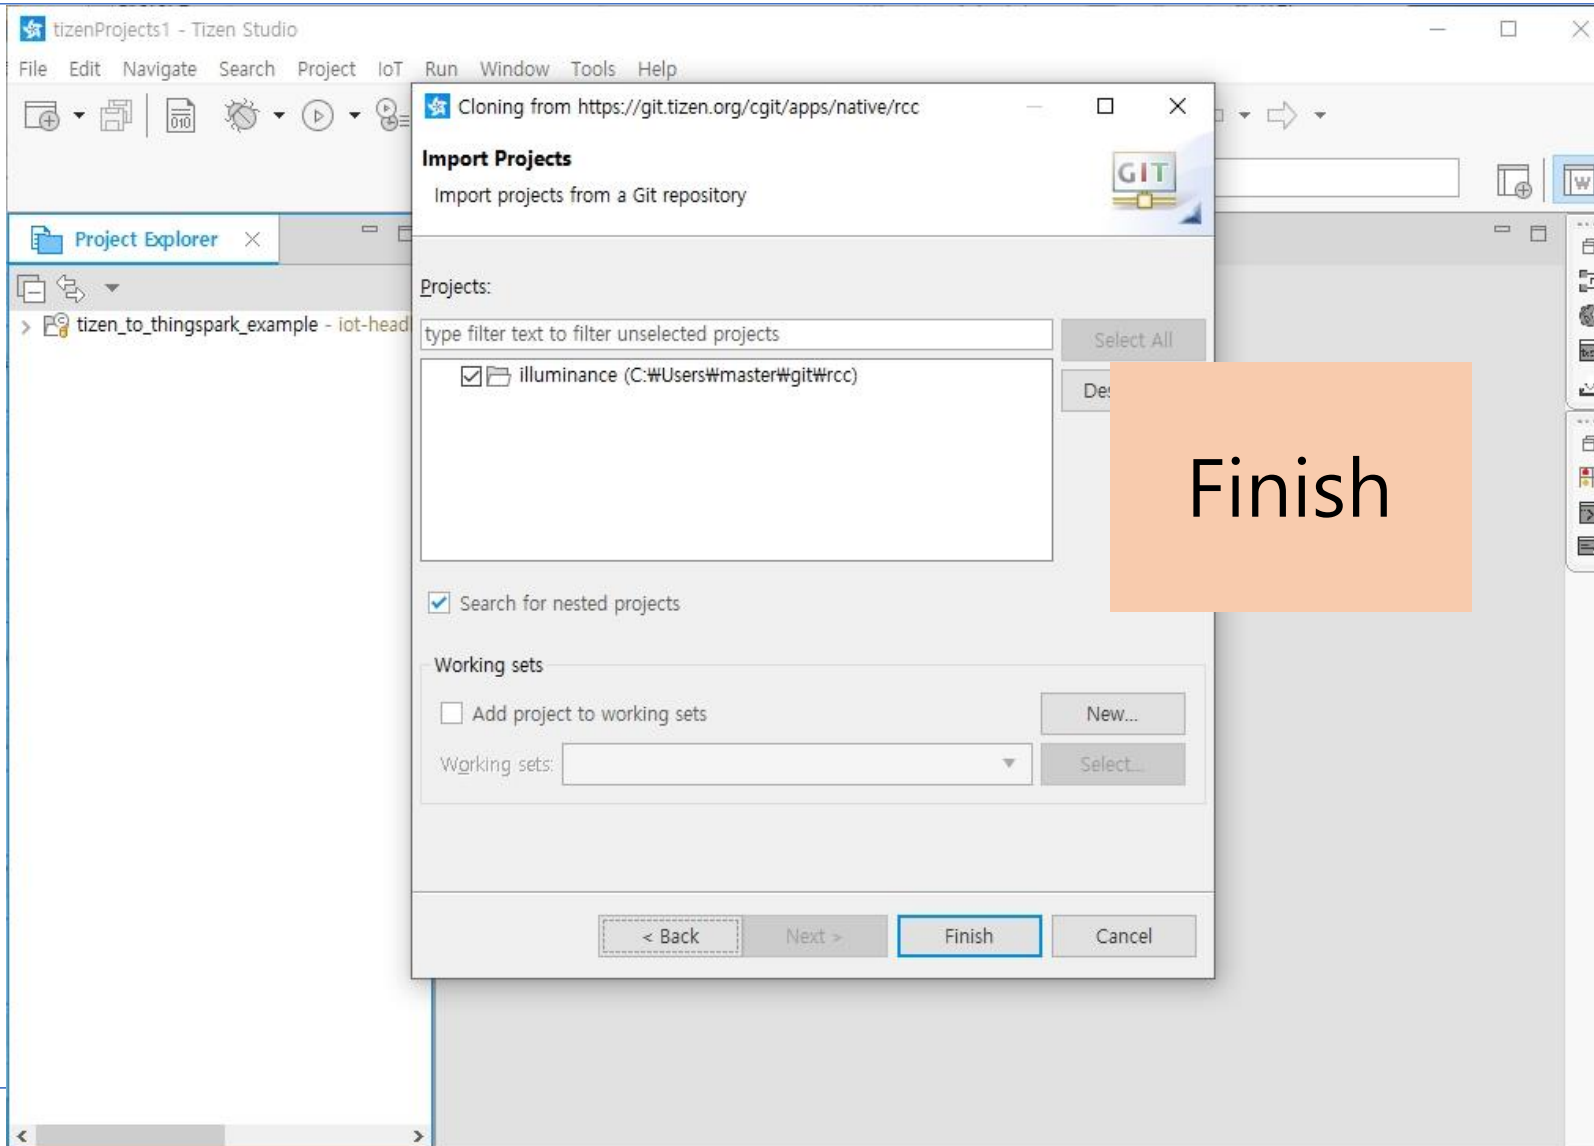 tizenProjects1 - Tizen Studio
File Edit Navigate Search Project IoT Run Window Tools Help
010
Cloning from https://git.tizen.org/cgit/apps/native/rcc
Import Projects
Import projects from a Git repository
GIT
Project Explorer
tizen_to_thingspark_example - iot-head
Projects:
type filter text to filter unselected projects
Select All
illuminance (C:₩Users₩master₩git₩rcc)
Finish
Search for nested projects
Working sets
Add project to working sets
New...
Working sets:
Select...
< Back
Next >
Finish
Cancel